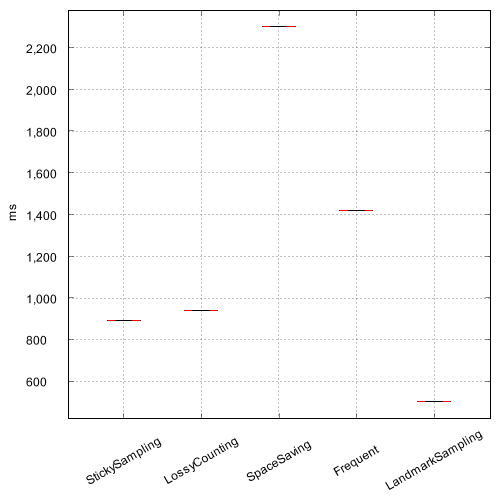 2,200
2,000
1,800
1,600
1,400
1,200
1,000
800
600
ms
StickySampling
LossyCounting
SpaceSaving
Frequent
LandmarkSampling